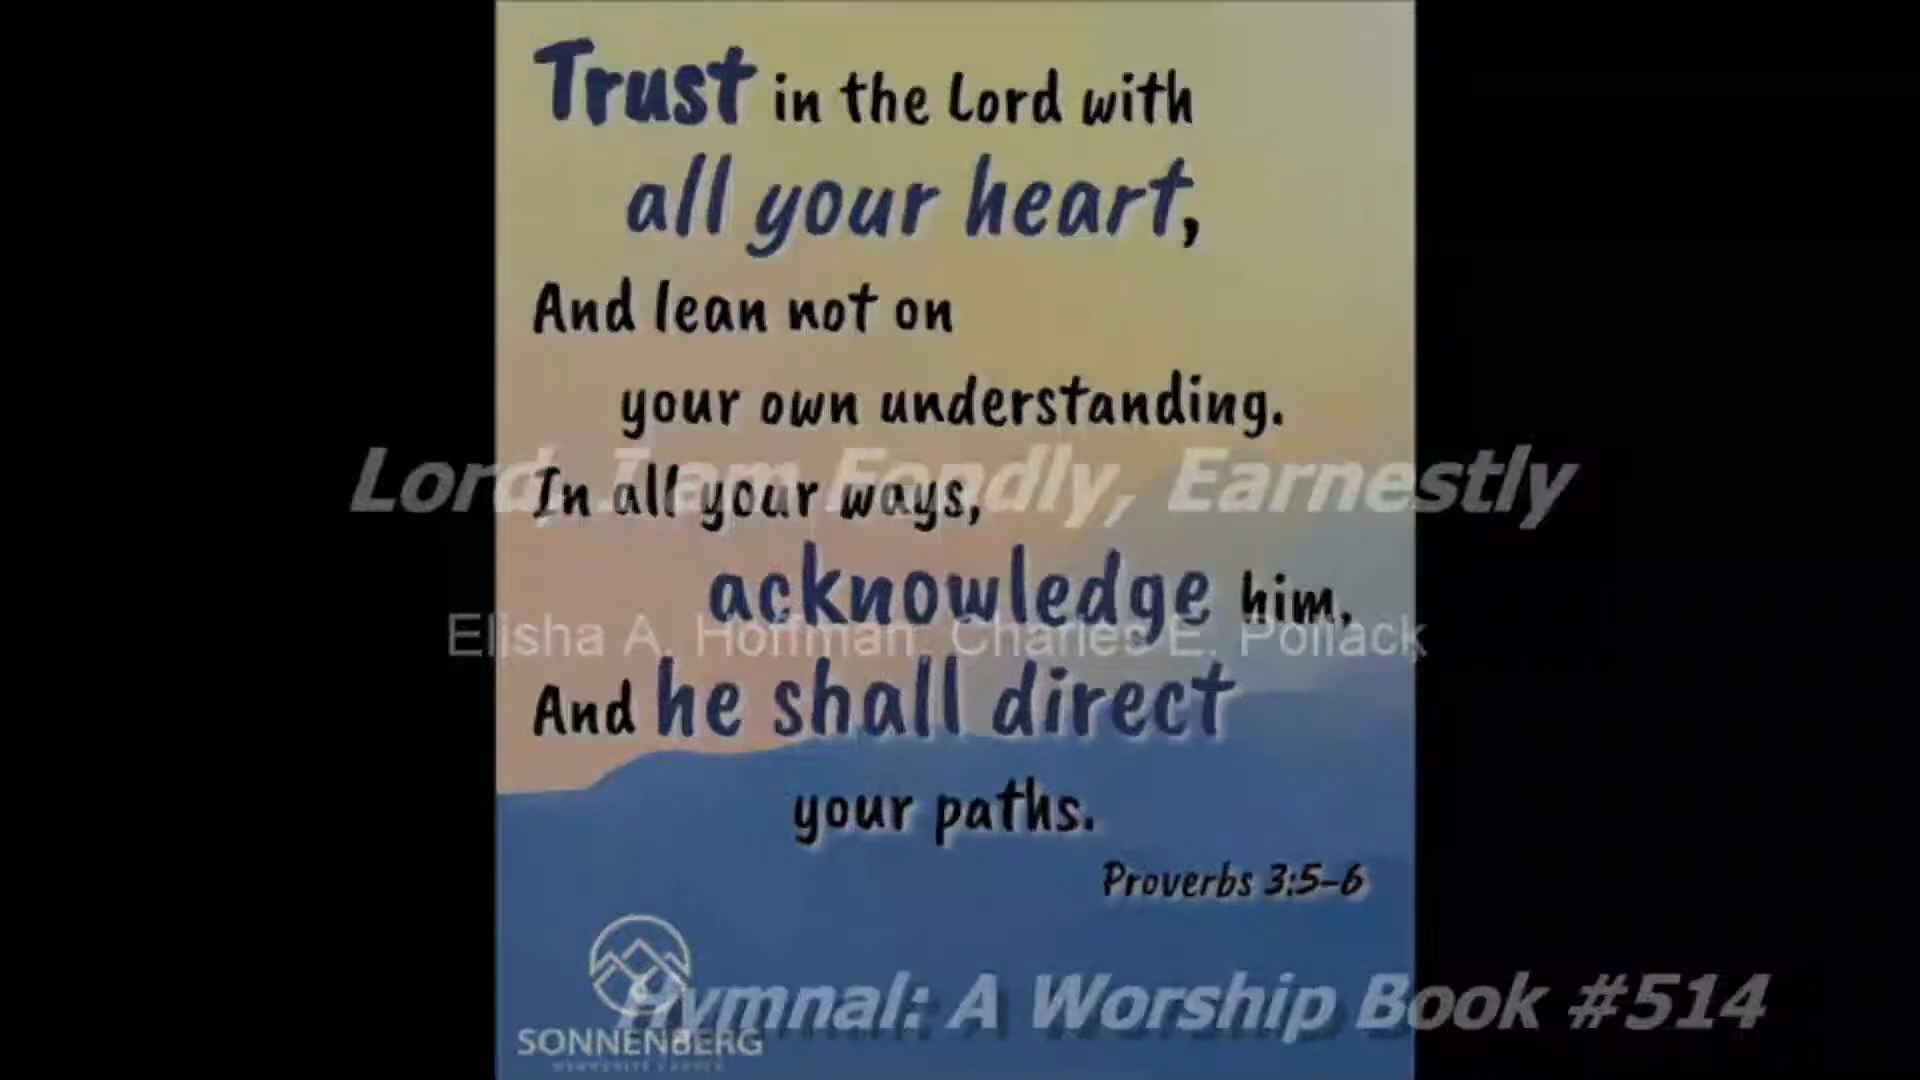 Trust in the Lord with
all your heart,
And lean not on
your own understanding.
Lord, I am Fondly, Earnestly
In all your ways,
acknowledge him,
Elisha A. Hoffman. Charles E. Pollack
And he shall direct
your paths.
Proverbs 3:5-6
Hymnal: A Worship Book #514
SONNENBERG
MENNONITE CHURCH